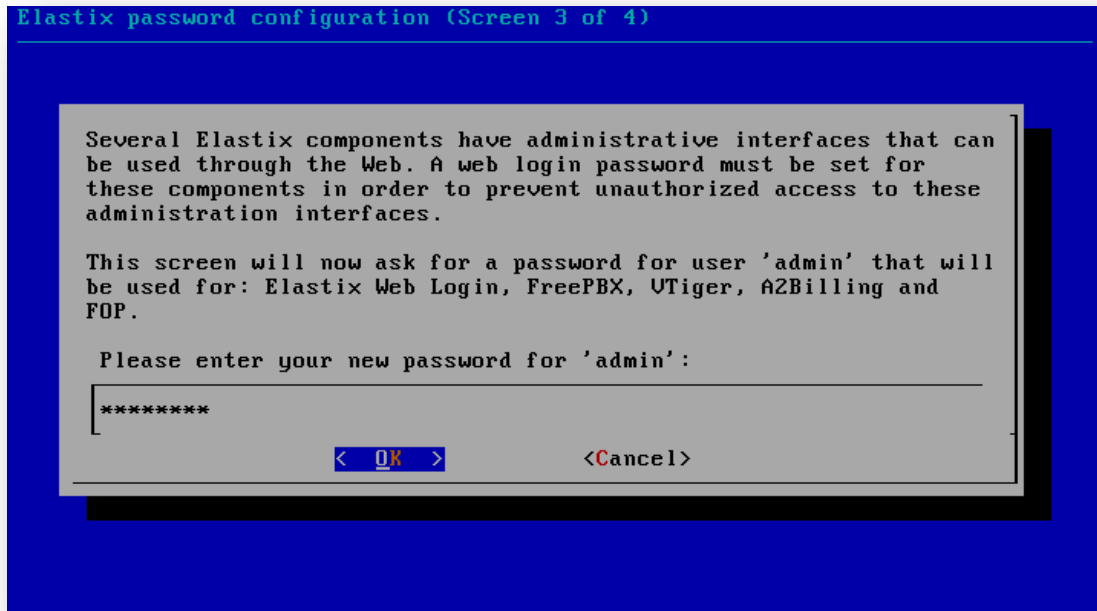 Elastix password configuration (Screen 3 of 4)
Several Elastix components have administrative interfaces that can
be used through the Web. A web login password must be set for
these components in order to prevent unauthorized access to these
administration interfaces.
This screen will now ask for a password for user 'admin' that will
be used for: Elastix Web Login, FreePBX, VTiger, A2Billing and
FOP.
Please enter your new password for 'admin':
********
< OK > <Cancel>